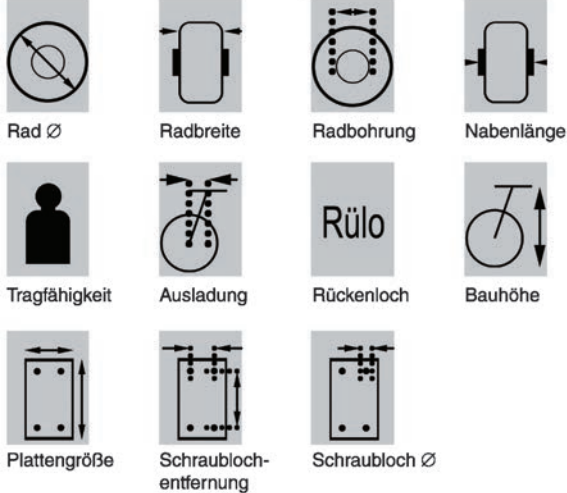 Rad Ø
Radbreite
Radbohrung
Nabenlänge
Rülo
Tragfähigkeit
Ausladung
Rückenloch
Bauhöhe
Plattengröße
Schraubloch-
entfernung
Schraubloch Ø